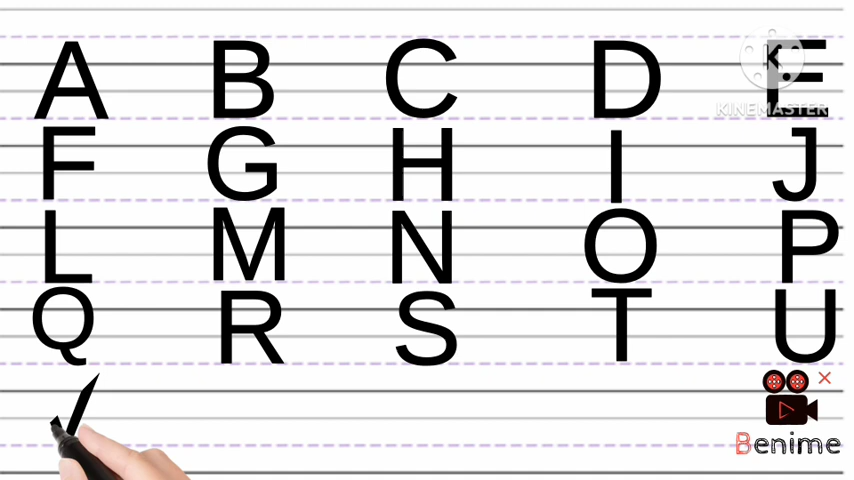 A B C D E
KINEMASTER
F G H I J
L M N O P
Q R S T U
Benime